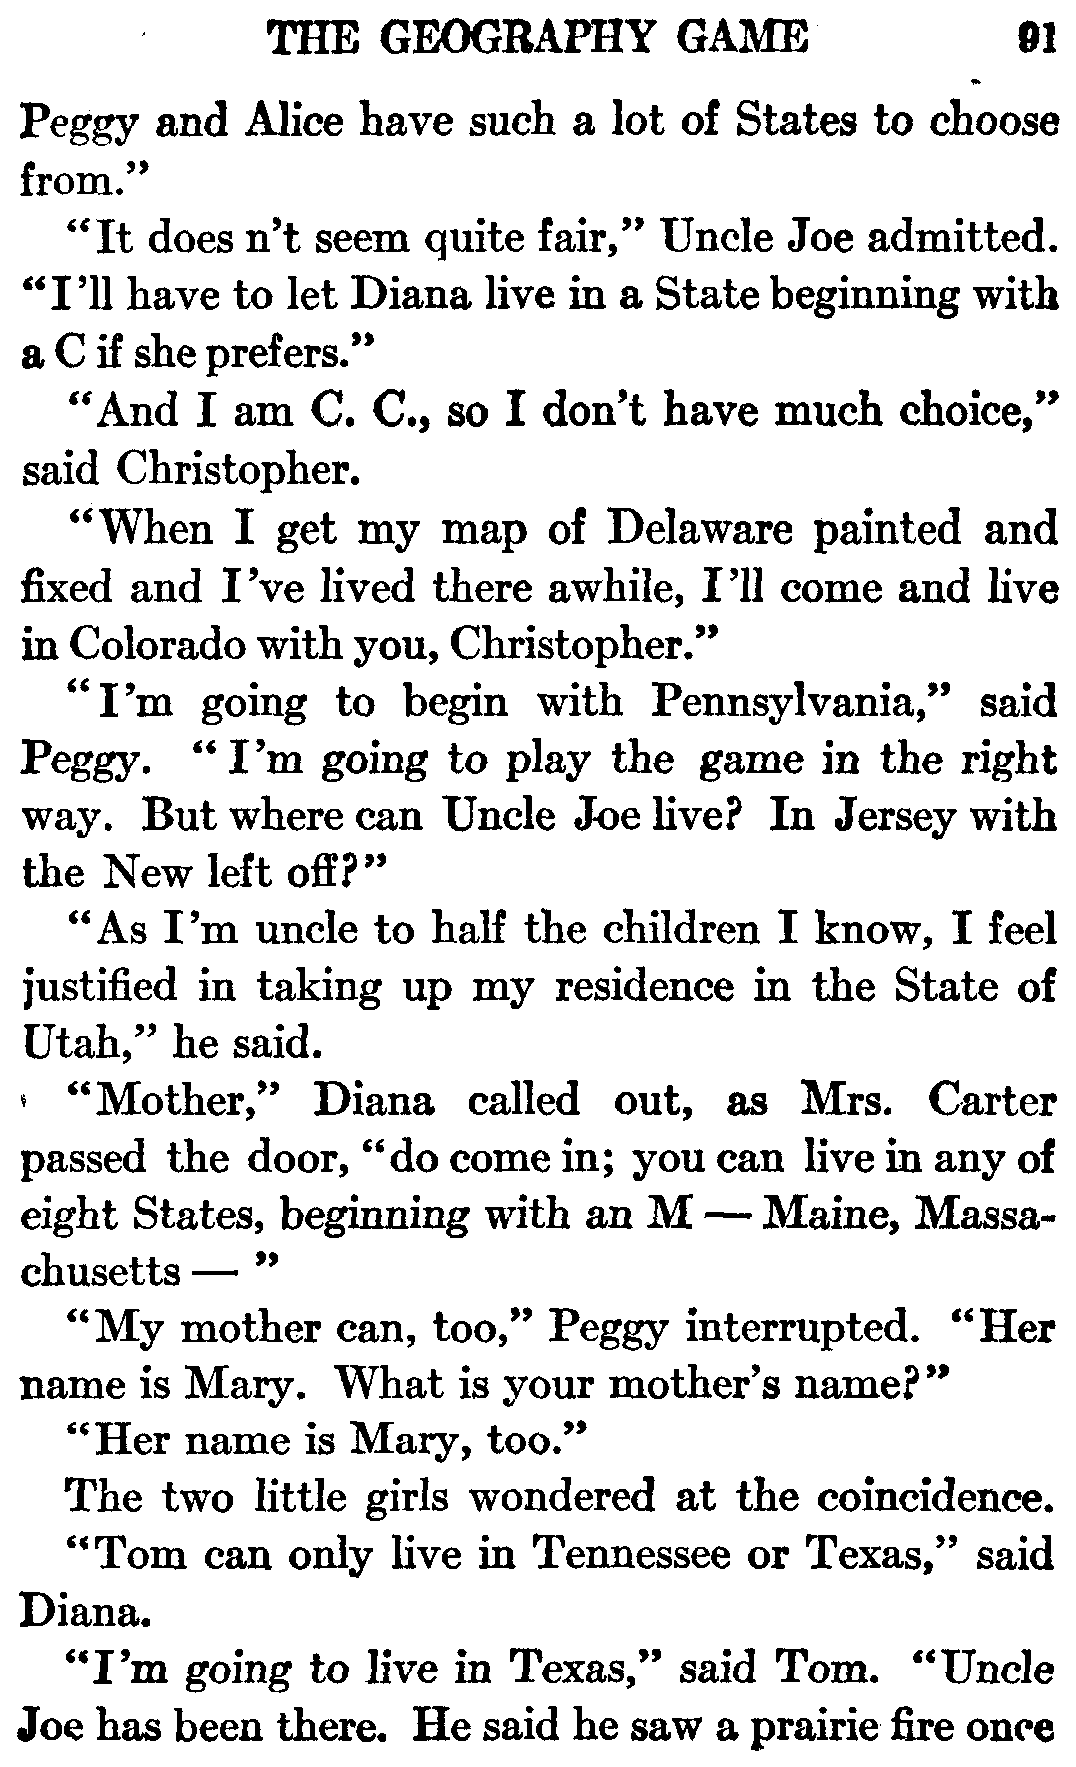 THE GEOGRAPHY GAME 91
Peggy and Alice have such a lot of States to choose
from.”
“It does n’t seem quite fair,” Uncle Joe admitted.
“I’ll have to let Diana live in a State beginning with
a C if she prefers.”
“And I am C. C., so I don’t have much choice,”
said Christopher.
“When I get my map of Delaware painted and
fixed and I’ve lived there awhile, I’ll come and live
in Colorado with you, Christopher.”
“I’m going to begin with Pennsylvania,” said
Peggy. “I’m going to play the game in the right
way. But where can Uncle Joe live? In Jersey with
the New left off?”
“As I’m uncle to half the children I know, I feel
justified in taking up my residence in the State of
Utah,” he said.
“Mother,” Diana called out, as Mrs. Carter
passed the door, “do come in; you can live in any of
eight States, beginning with an M — Maine, Massa-
chusetts — ”
“My mother can, too,” Peggy interrupted. “Her
name is Mary. What is your mother’s name?”
“Her name is Mary, too.”
The two little girls wondered at the coincidence.
“Tom can only live in Tennessee or Texas,” said
Diana.
“I’m going to live in Texas,” said Tom. “Uncle
Joe has been there. He said he saw a prairie fire once